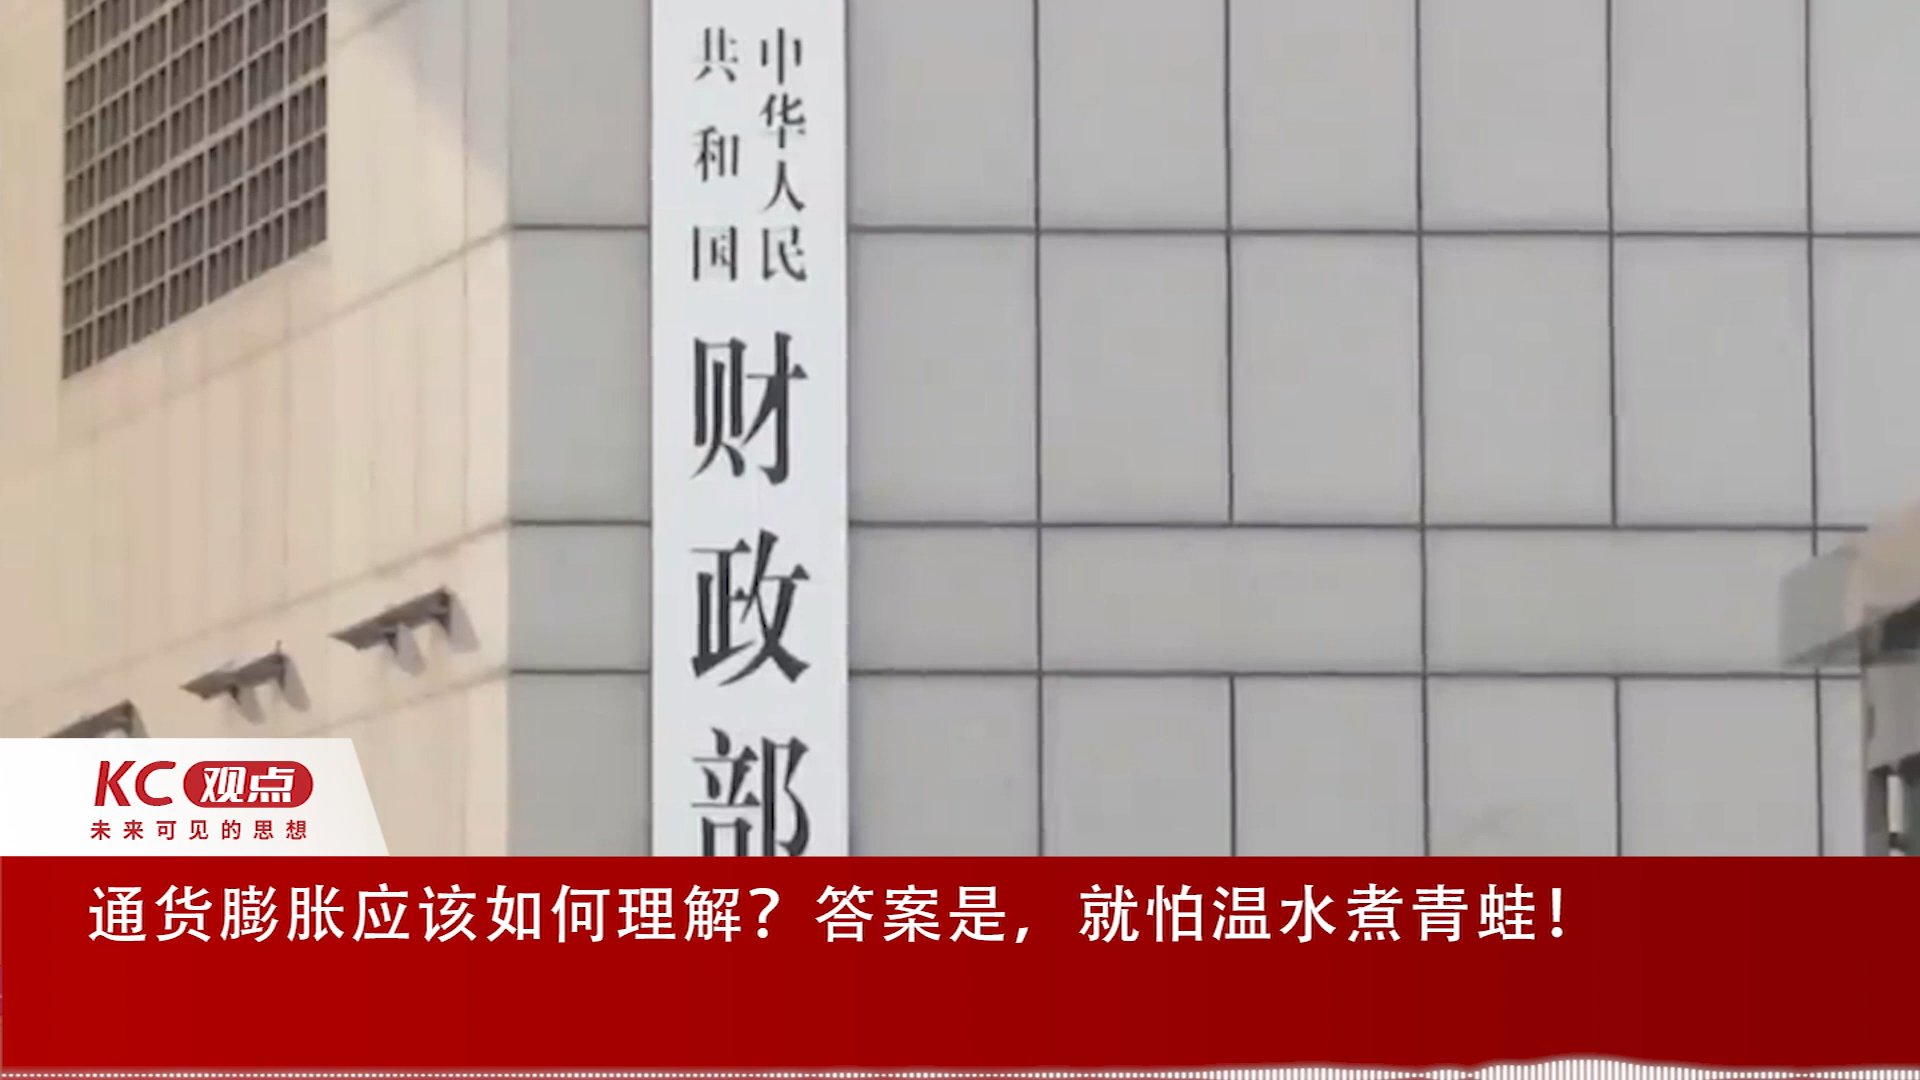 中华人民
共和国
财政部
KC观点
未来可见的思想
通货膨胀应该如何理解？答案是，就怕温水煮青蛙！